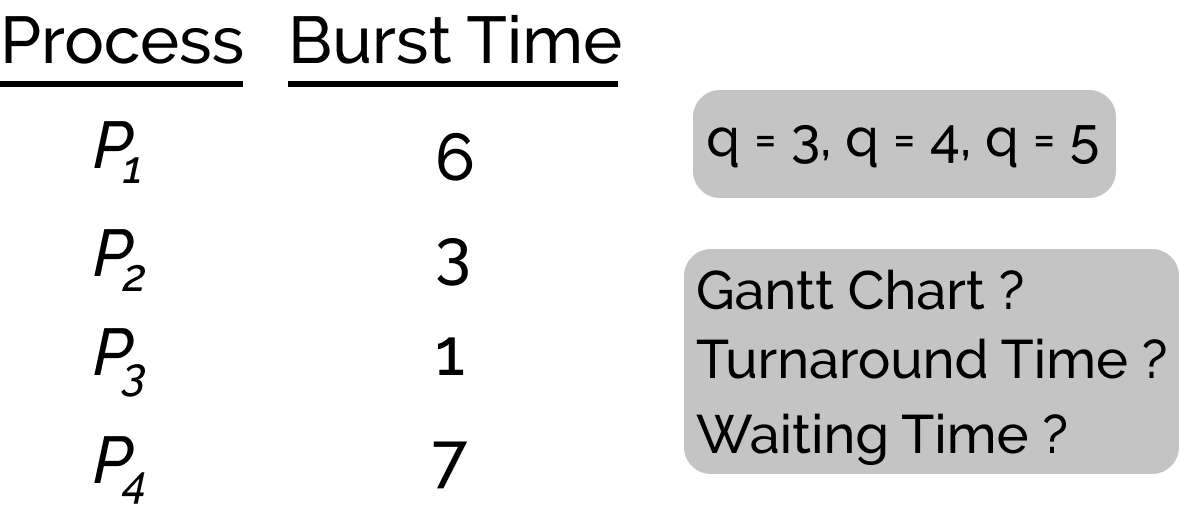 Process Burst Time
P1 6
q = 3, q = 4, q = 5
P2 3
Gantt Chart ?
P3 1
Turnaround Time ?
P4 7
Waiting Time ?